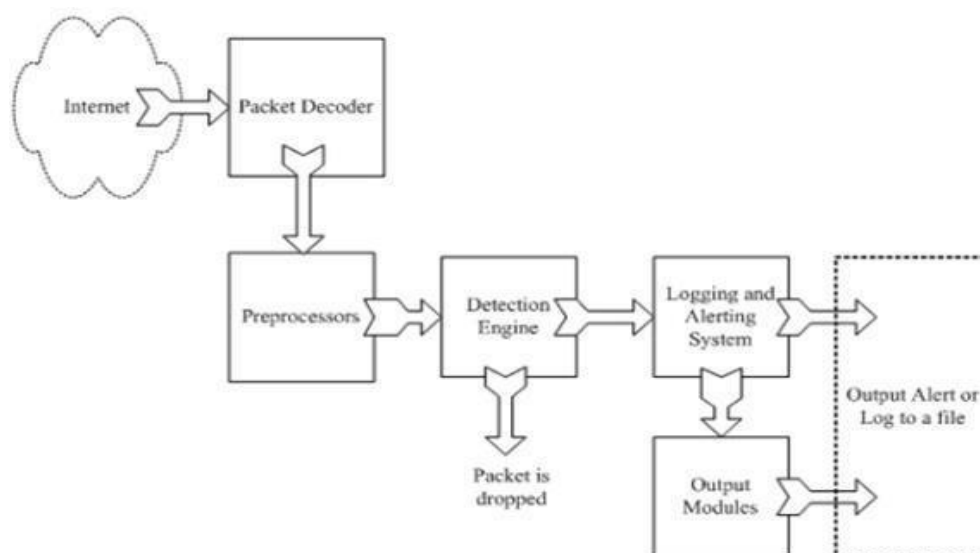 Internet
Packet Decoder
Preprocessors
Detection
Engine
Logging and
Alerting
System
Output Alert or
Log to a file
Packet is
dropped
Output
Modules